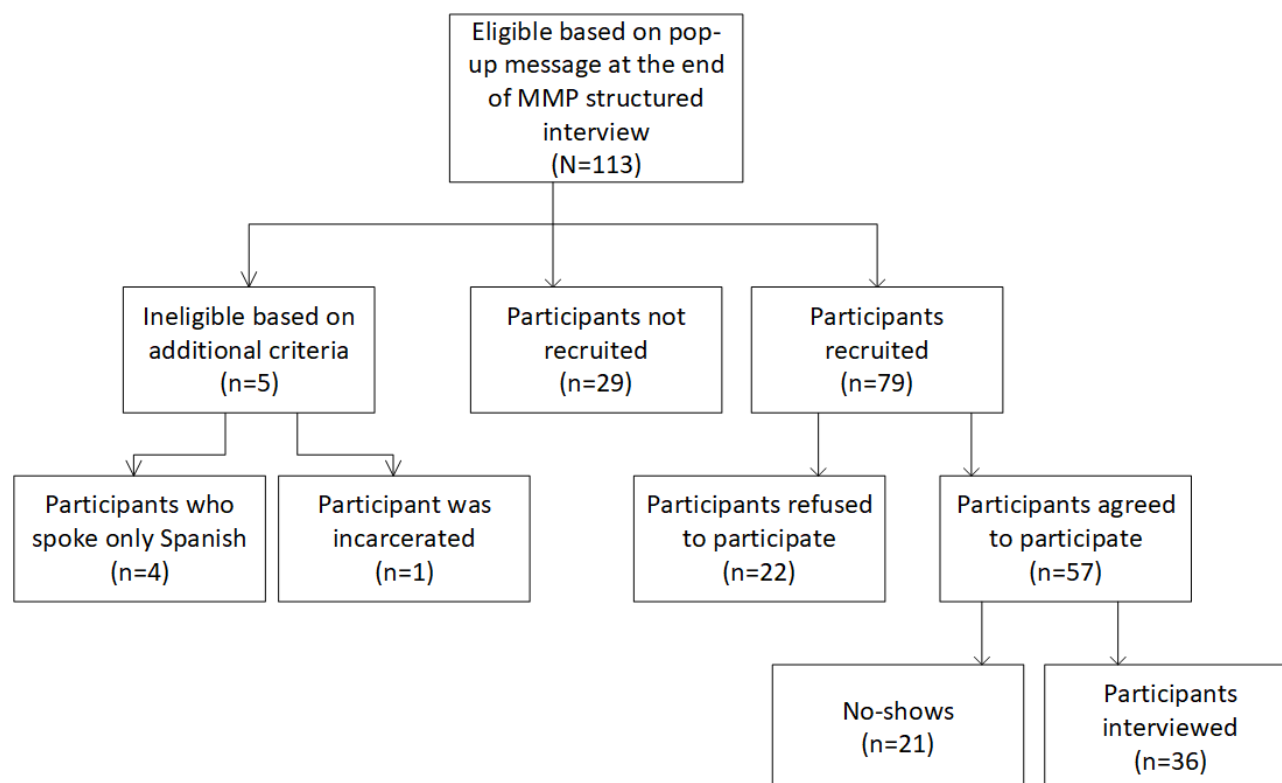 Eligible based on pop-
up message at the end
of MMP structured
interview
(N=113)
Ineligible based on
additional criteria
(n=5)
Participants not
recruited
(n=29)
Participants
recruited
(n=79)
Participants who
spoke only Spanish
(n=4)
Participant was
incarcerated
(n=1)
Participants refused
to participate
(n=22)
Participants agreed
to participate
(n=57)
No-shows
(n=21)
Participants
interviewed
(n=36)